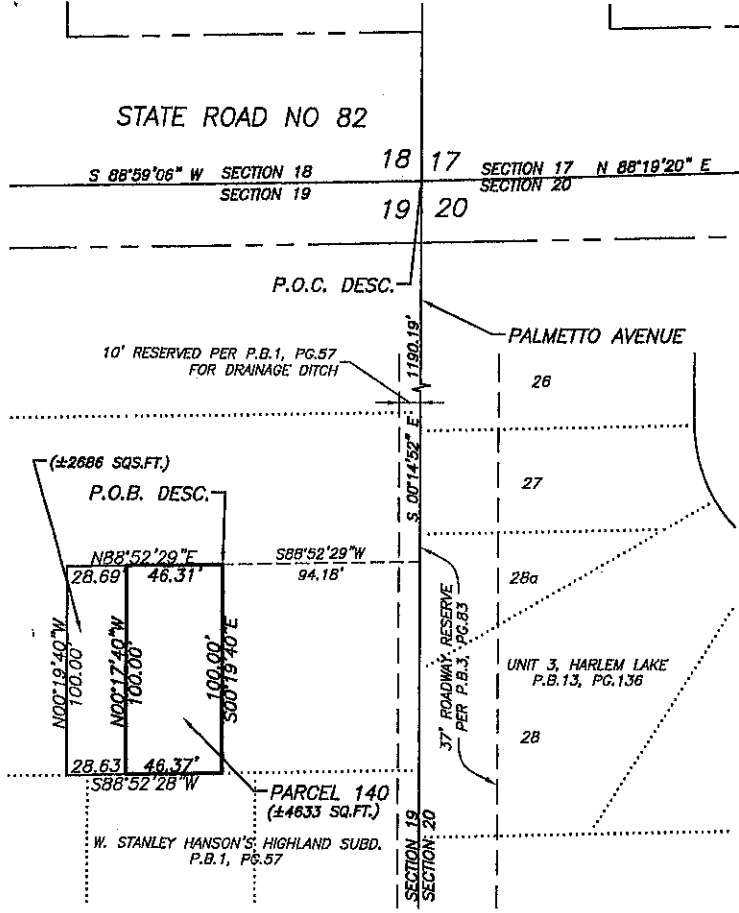 STATE ROAD NO 82
18 17
S 88°59'06" W SECTION 18
SECTION 17 N 88°19'20" E
SECTION 19
SECTION 20
19 20
P.O.C. DESC.
PALMETTO AVENUE
1190.19'
10' RESERVED PER P.B.1, PG.57
FOR DRAINAGE DITCH
26
S 00°14'52" E
(±2686 SQS.FT.)
P.O.B. DESC.
27
N88°52'29"E
S88°52'29"W
28.69' 46.31'
94.18'
28a
N00°19'40"W
100.00'
N00°17'40"W
100.00'
100.00'
S00°19'40"E
37' ROADWAY RESERVE
PER P.B.3, PG.83
UNIT 3, HARLEM LAKE
P.B.13, PG.136
28
28.63 46.37'
S88°52'28"W
PARCEL 140
(±4633 SQ.FT.)
W. STANLEY HANSON'S HIGHLAND SUBD.
P.B.1, PG.57
SECTION 19
SECTION 20